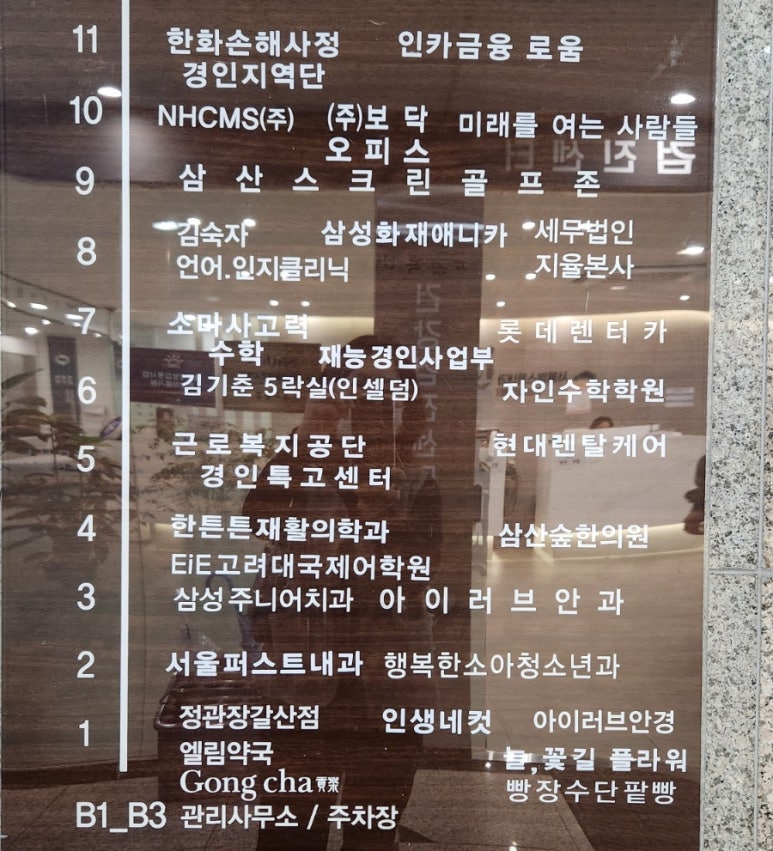 11 한화손해사정 인카금융 로움
경인지역단
10 NHCMS(주) (주)보 닥 미래를 여는 사람들
오 피 스
9 삼 산 스 크 린 골 프 존
8 김숙자 삼성화재애니카 세무법인
언어.인지클리닉 지율본사
7 소마사고력 롯데렌터카
수학 재능경인사업부
6 김기춘 5락실(인셀덤) 자인수학학원
5 근로복지공단 현대렌탈케어
경인특고센터
4 한튼튼재활의학과 삼산숲한의원
EiE고려대국제어학원
3 삼성주니어치과 아 이 러 브 안 과
2 서울퍼스트내과 행복한소아청소년과
1 정관장갈산점 인생네컷 아이러브안경
엘림약국 꽃길 플라워
Gong cha 贡茶 빵장수단팥빵
B1_B3 관리사무소 / 주차장